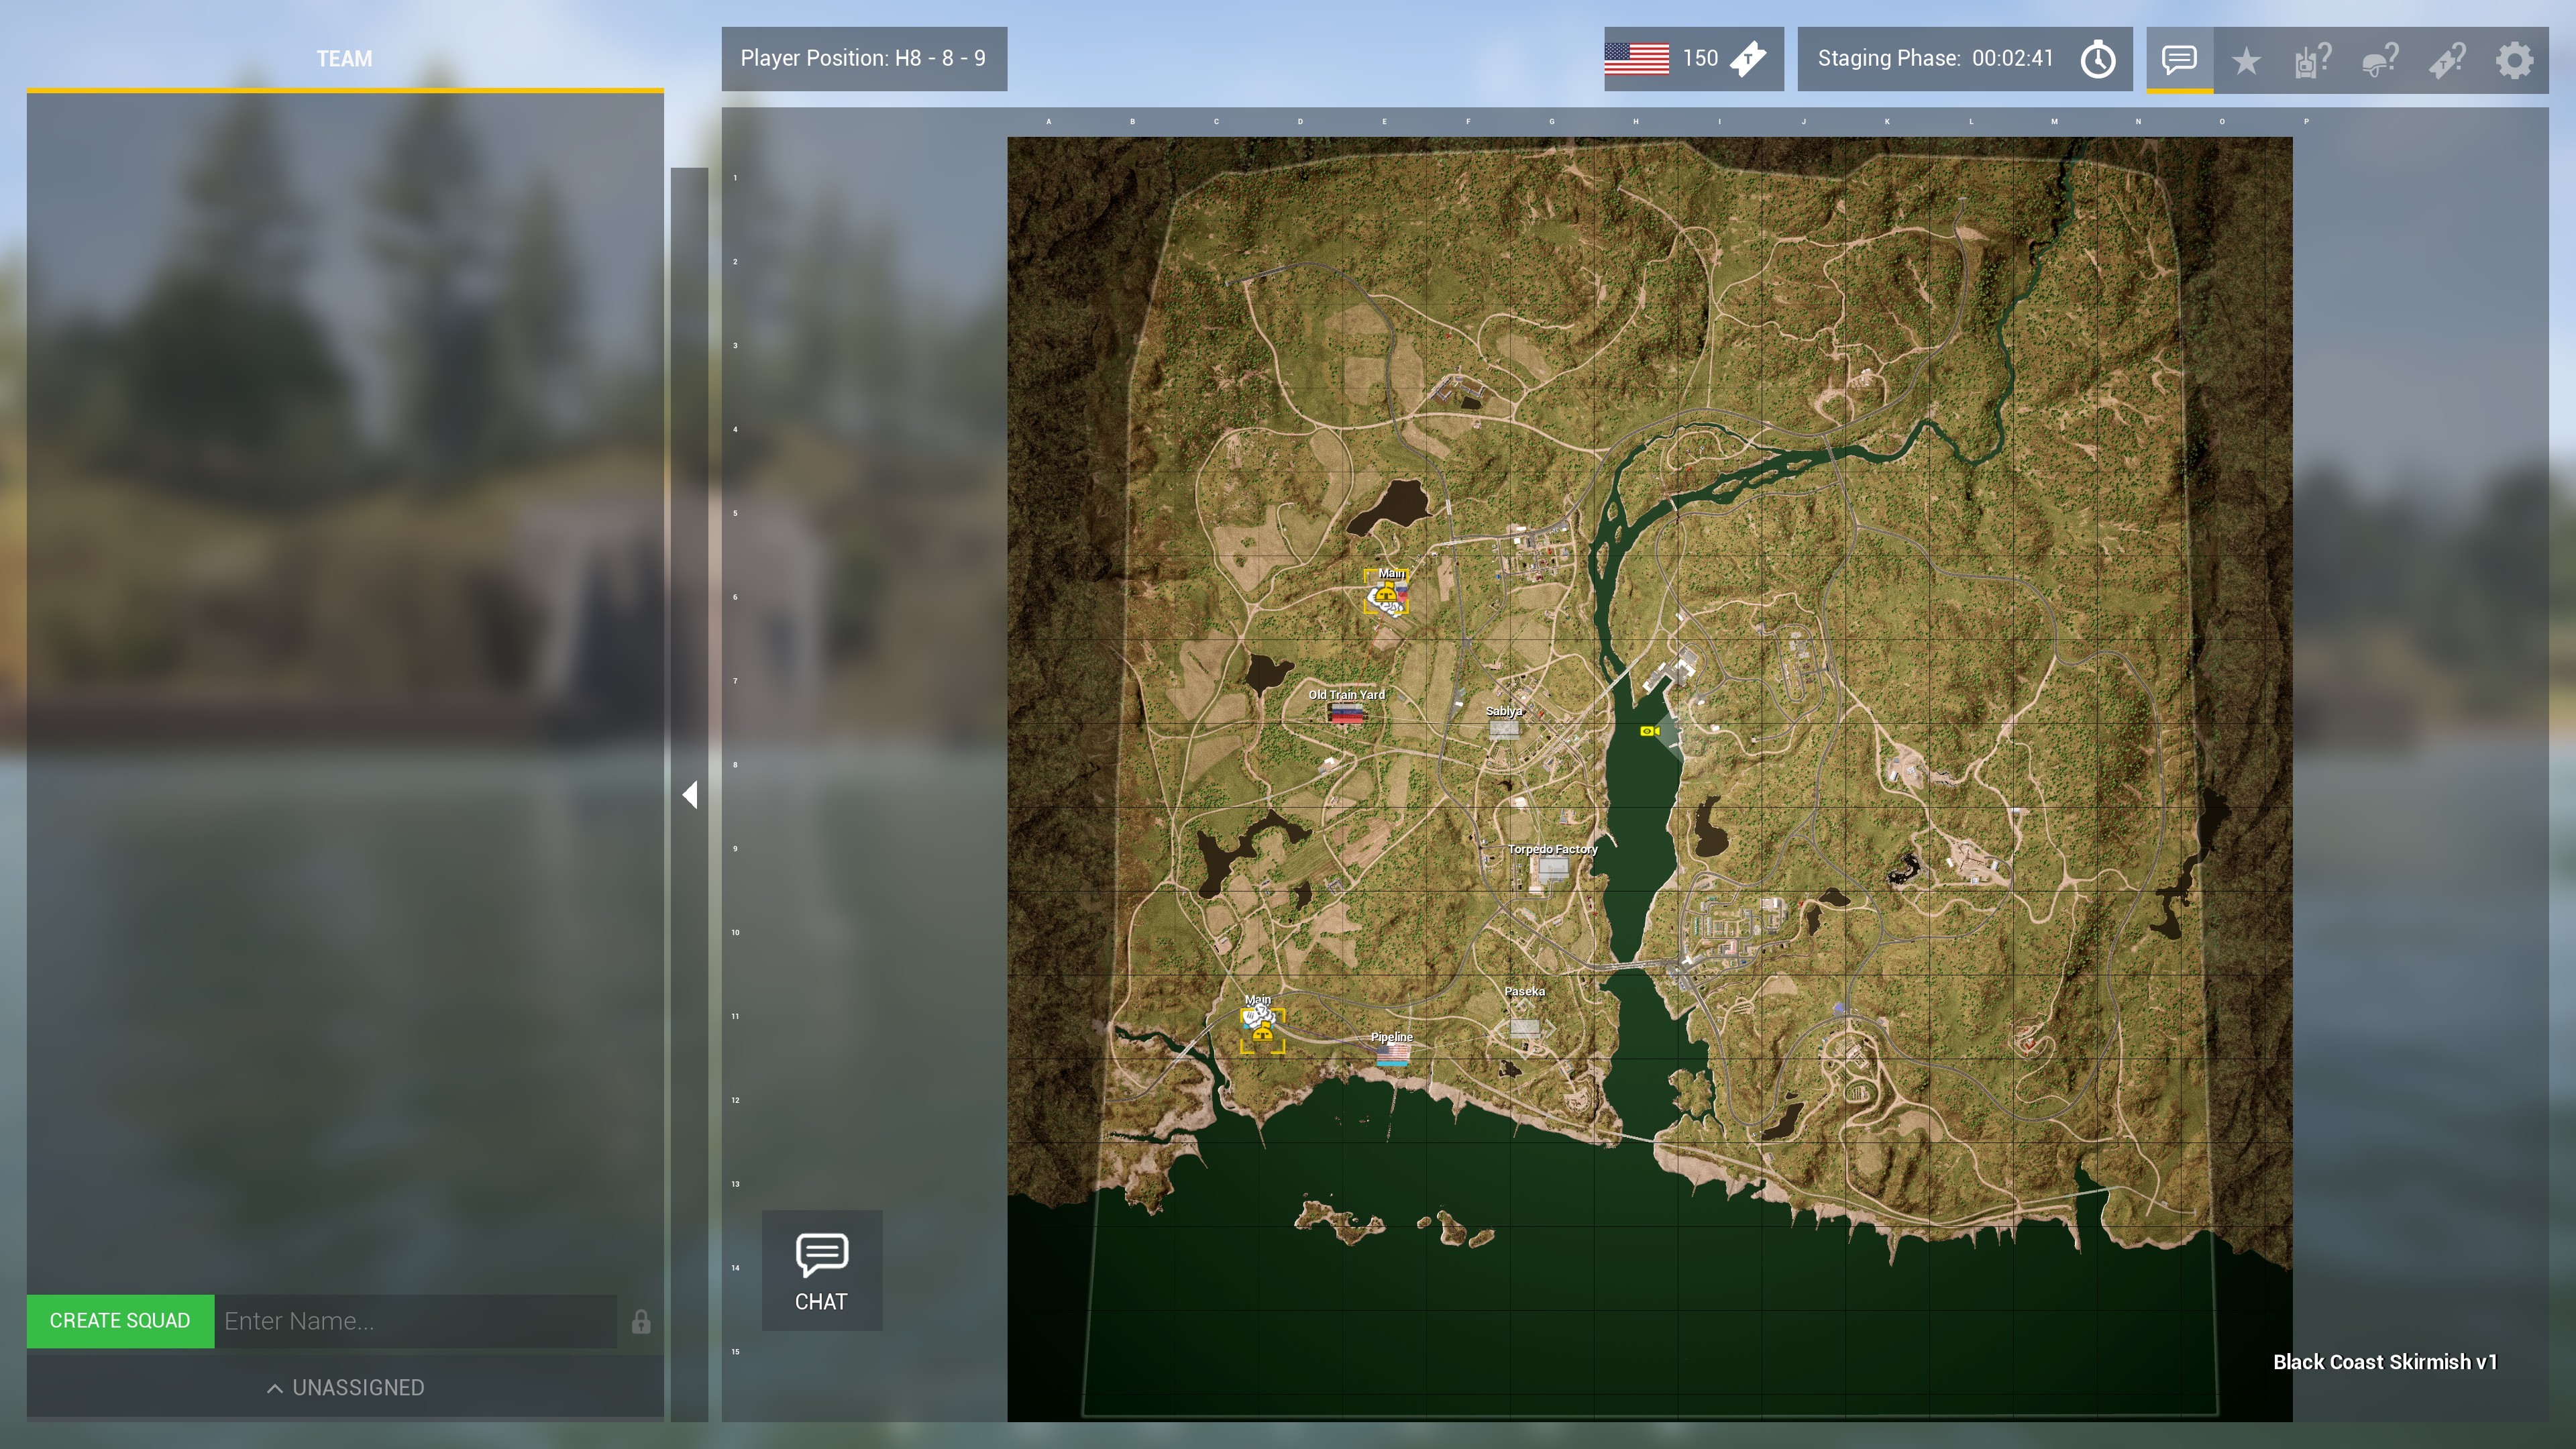 TEAM
Player Position: H8 - 8 - 9
150
T
Staging Phase: 00:02:41
A B C D E F G H I J K L M N O P
1
2
3
4
5
Main
6
7
Old Train Yard
Sablya
8
9
Torpedo Factory
10
Paseka
Main
11
Pipeline
12
13
14
CHAT
CREATE SQUAD
Enter Name...
15
Black Coast Skirmish v1
UNASSIGNED